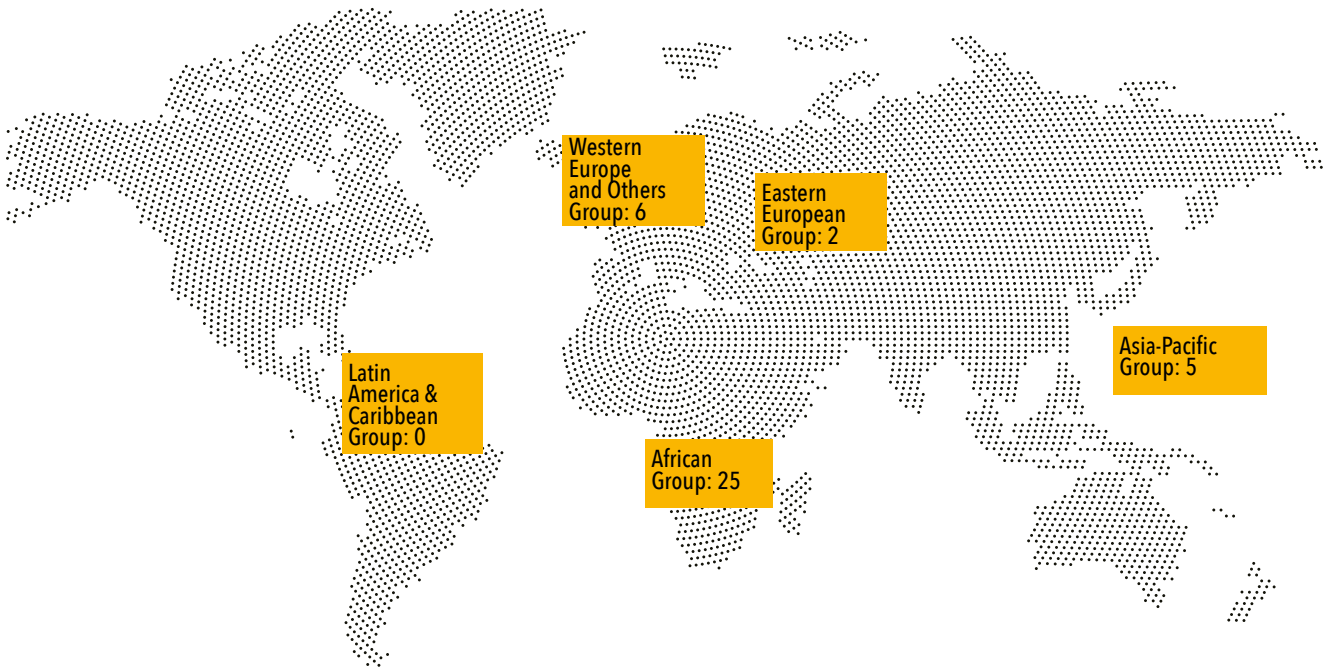 Western
Europe
and Others
Group: 6
Eastern
European
Group: 2
Asia-Pacific
Group: 5
Latin
America &
Caribbean
Group: 0
African
Group: 25